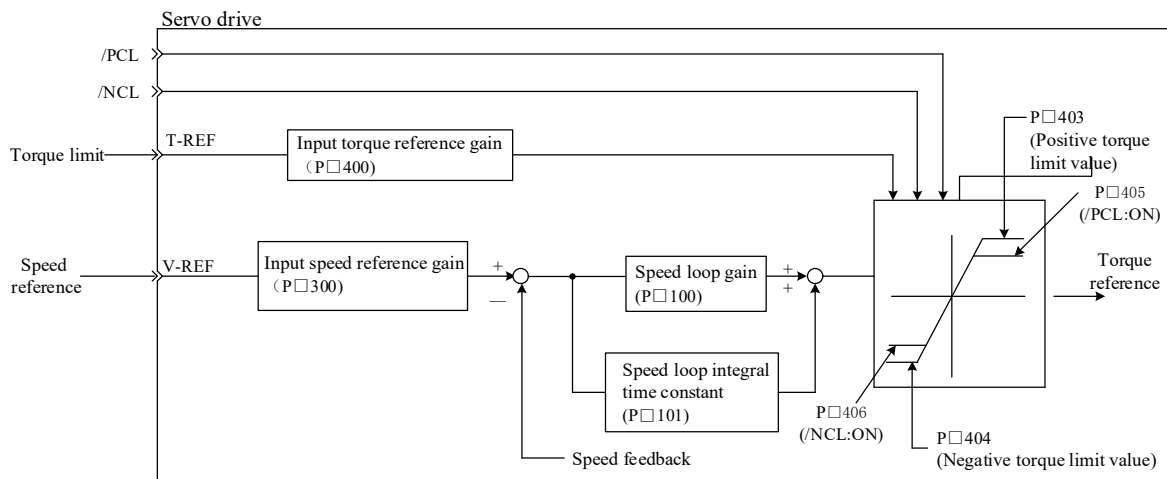 Servo drive
/PCL
/NCL
P□403
(Positive torque
limit value)
T-REF
Torque limit
Input torque reference gain
（P□400)
P□405
(/PCL:ON)
Speed
reference
V-REF
Input speed reference gain
（P□300)
+
—
Speed loop gain
(P□100)
+
+
Torque
reference
Speed loop integral
time constant
(P□101)
P□406
(/NCL:ON)
P□404
(Negative torque limit value)
Speed feedback